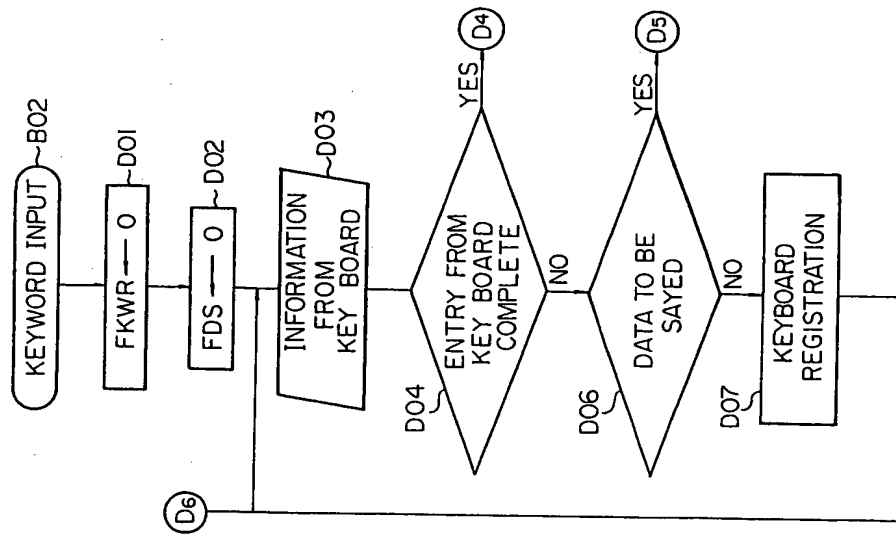 KEYWORD INPUT
B02
FKWR ← 0
D01
FDS ← 0
D02
D6
INFORMATION
FROM
KEY BOARD
D03
ENTRY FROM
KEY BOARD
COMPLETE
D04
YES
D4
NO
DATA TO BE
SAYED
D06
YES
D5
NO
KEYBOARD
REGISTRATION
D07